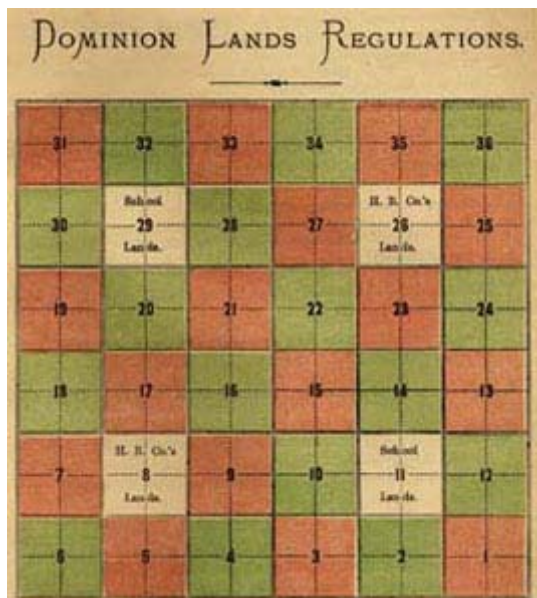 DOMINION LANDS REGULATIONS.
31 32 33 34 35 36
School H. B. Co.'s
30 29 28 27 26 25
Lands. Lands.
19 20 21 22 23 24
18 17 16 15 14 13
H. B. Co.'s School
7 8 9 10 11 12
Lands. Lands.
6 5 4 3 2 1